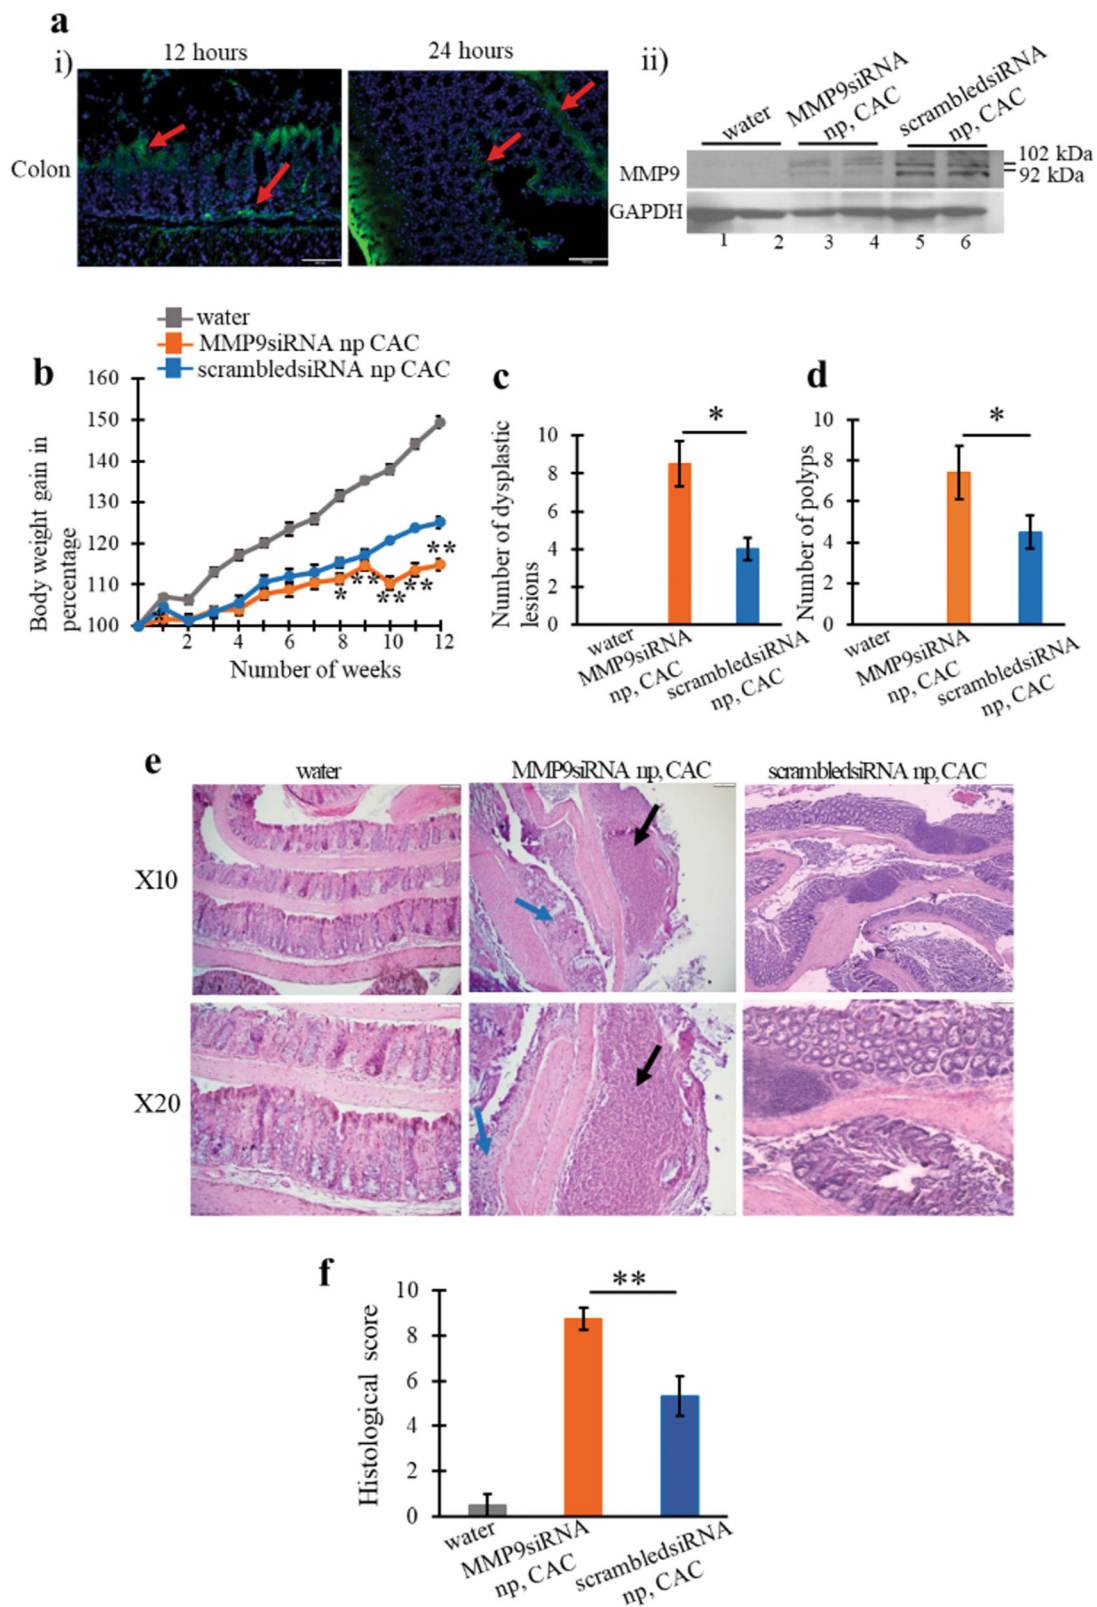 a
12 hours
24 hours
i)
Colon
ii)
water
MMP9siRNA
np, CAC
scrambledsiRNA
np, CAC
MMP9
102 kDa
92 kDa
GAPDH
1 2 3 4 5 6
water
MMP9siRNA np CAC
scrambledsiRNA np CAC
b
160
150
140
130
120
110
100
Body weight gain in
percentage
2 4 6 8 10 12
Number of weeks
*
*
**
**
**
**
c
*
10
8
6
4
2
0
Number of dysplastic
lesions
water
MMP9siRNA
np, CAC
scrambledsiRNA
np, CAC
d
*
10
8
6
4
2
0
Number of polyps
water
MMP9siRNA
np, CAC
scrambledsiRNA
np, CAC
e
water
MMP9siRNA np, CAC
scrambledsiRNA np, CAC
X10
X20
f
**
10
8
6
4
2
0
Histological score
water
MMP9siRNA
np, CAC
scrambledsiRNA
np, CAC